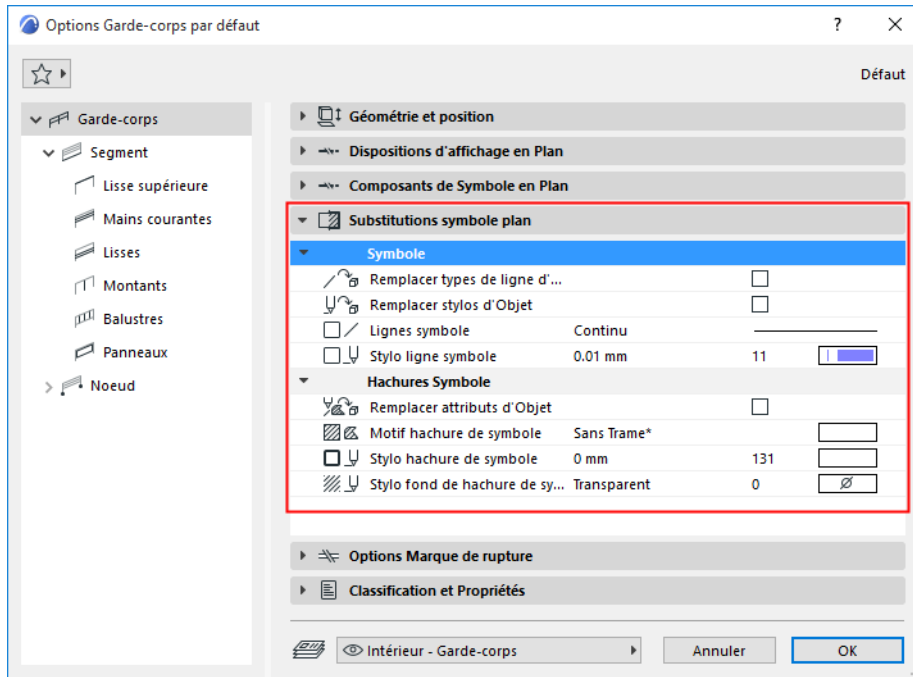 Options Garde-corps par défaut
?
Défaut
Garde-corps
Segment
Lisse supérieure
Mains courantes
Lisses
Montants
Balustres
Panneaux
Noeud
Géométrie et position
Dispositions d'affichage en Plan
Composants de Symbole en Plan
Substitutions symbole plan
Symbole
Remplacer types de ligne d'...
Remplacer stylos d'Objet
Lignes symbole Continu
Stylo ligne symbole 0.01 mm 11
Hachures Symbole
Remplacer attributs d'Objet
Motif hachure de symbole Sans Trame*
Stylo hachure de symbole 0 mm 131
Stylo fond de hachure de sy... Transparent 0
Options Marque de rupture
Classification et Propriétés
Intérieur - Garde-corps
Annuler
OK